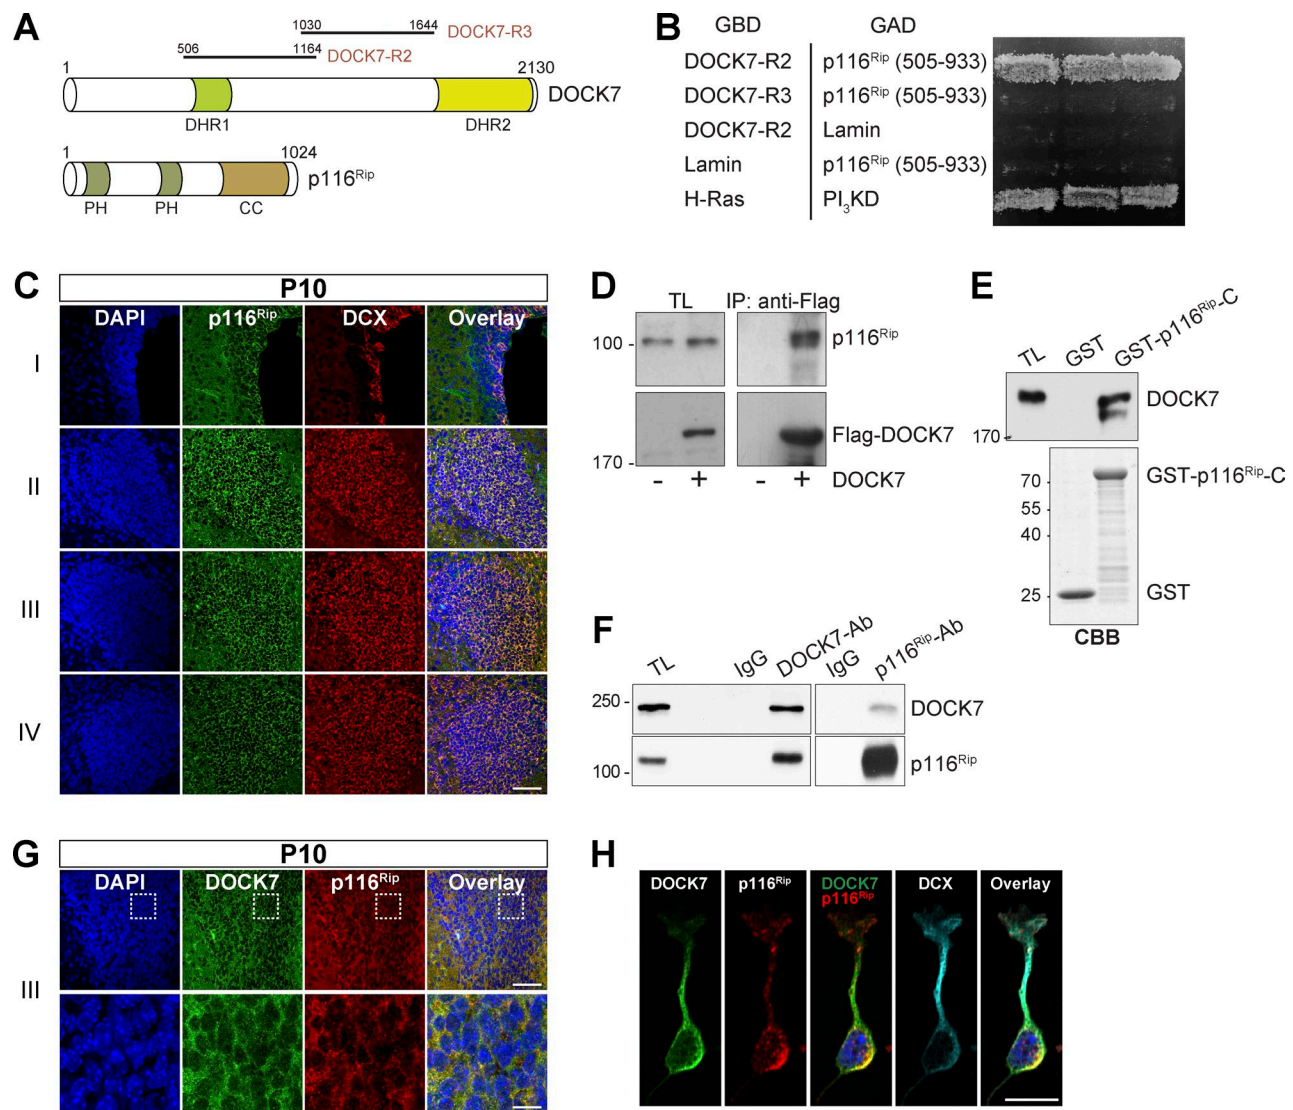 A
1030 1644 DOCK7-R3
506 1164 DOCK7-R2
1 2130
DOCK7
DHR1 DHR2
1 1024
p116Rip
PH PH CC
B
GBD GAD
DOCK7-R2 p116Rip (505-933)
DOCK7-R3 p116Rip (505-933)
DOCK7-R2 Lamin
Lamin p116Rip (505-933)
H-Ras PI3KD
C
P10
DAPI p116Rip DCX Overlay
I
II
III
IV
D
TL IP: anti-Flag
100 - p116Rip
Flag-DOCK7
170 -
- + - + DOCK7
E
TL GST GST-p116Rip-C
DOCK7
170 -
70 - GST-p116Rip-C
55 -
40 -
25 - GST
CBB
F
TL IgG DOCK7-Ab IgG p116Rip-Ab
250 - DOCK7
100 - p116Rip
G
P10
DAPI DOCK7 p116Rip Overlay
III
H
DOCK7 p116Rip DOCK7 DCX Overlay
p116Rip